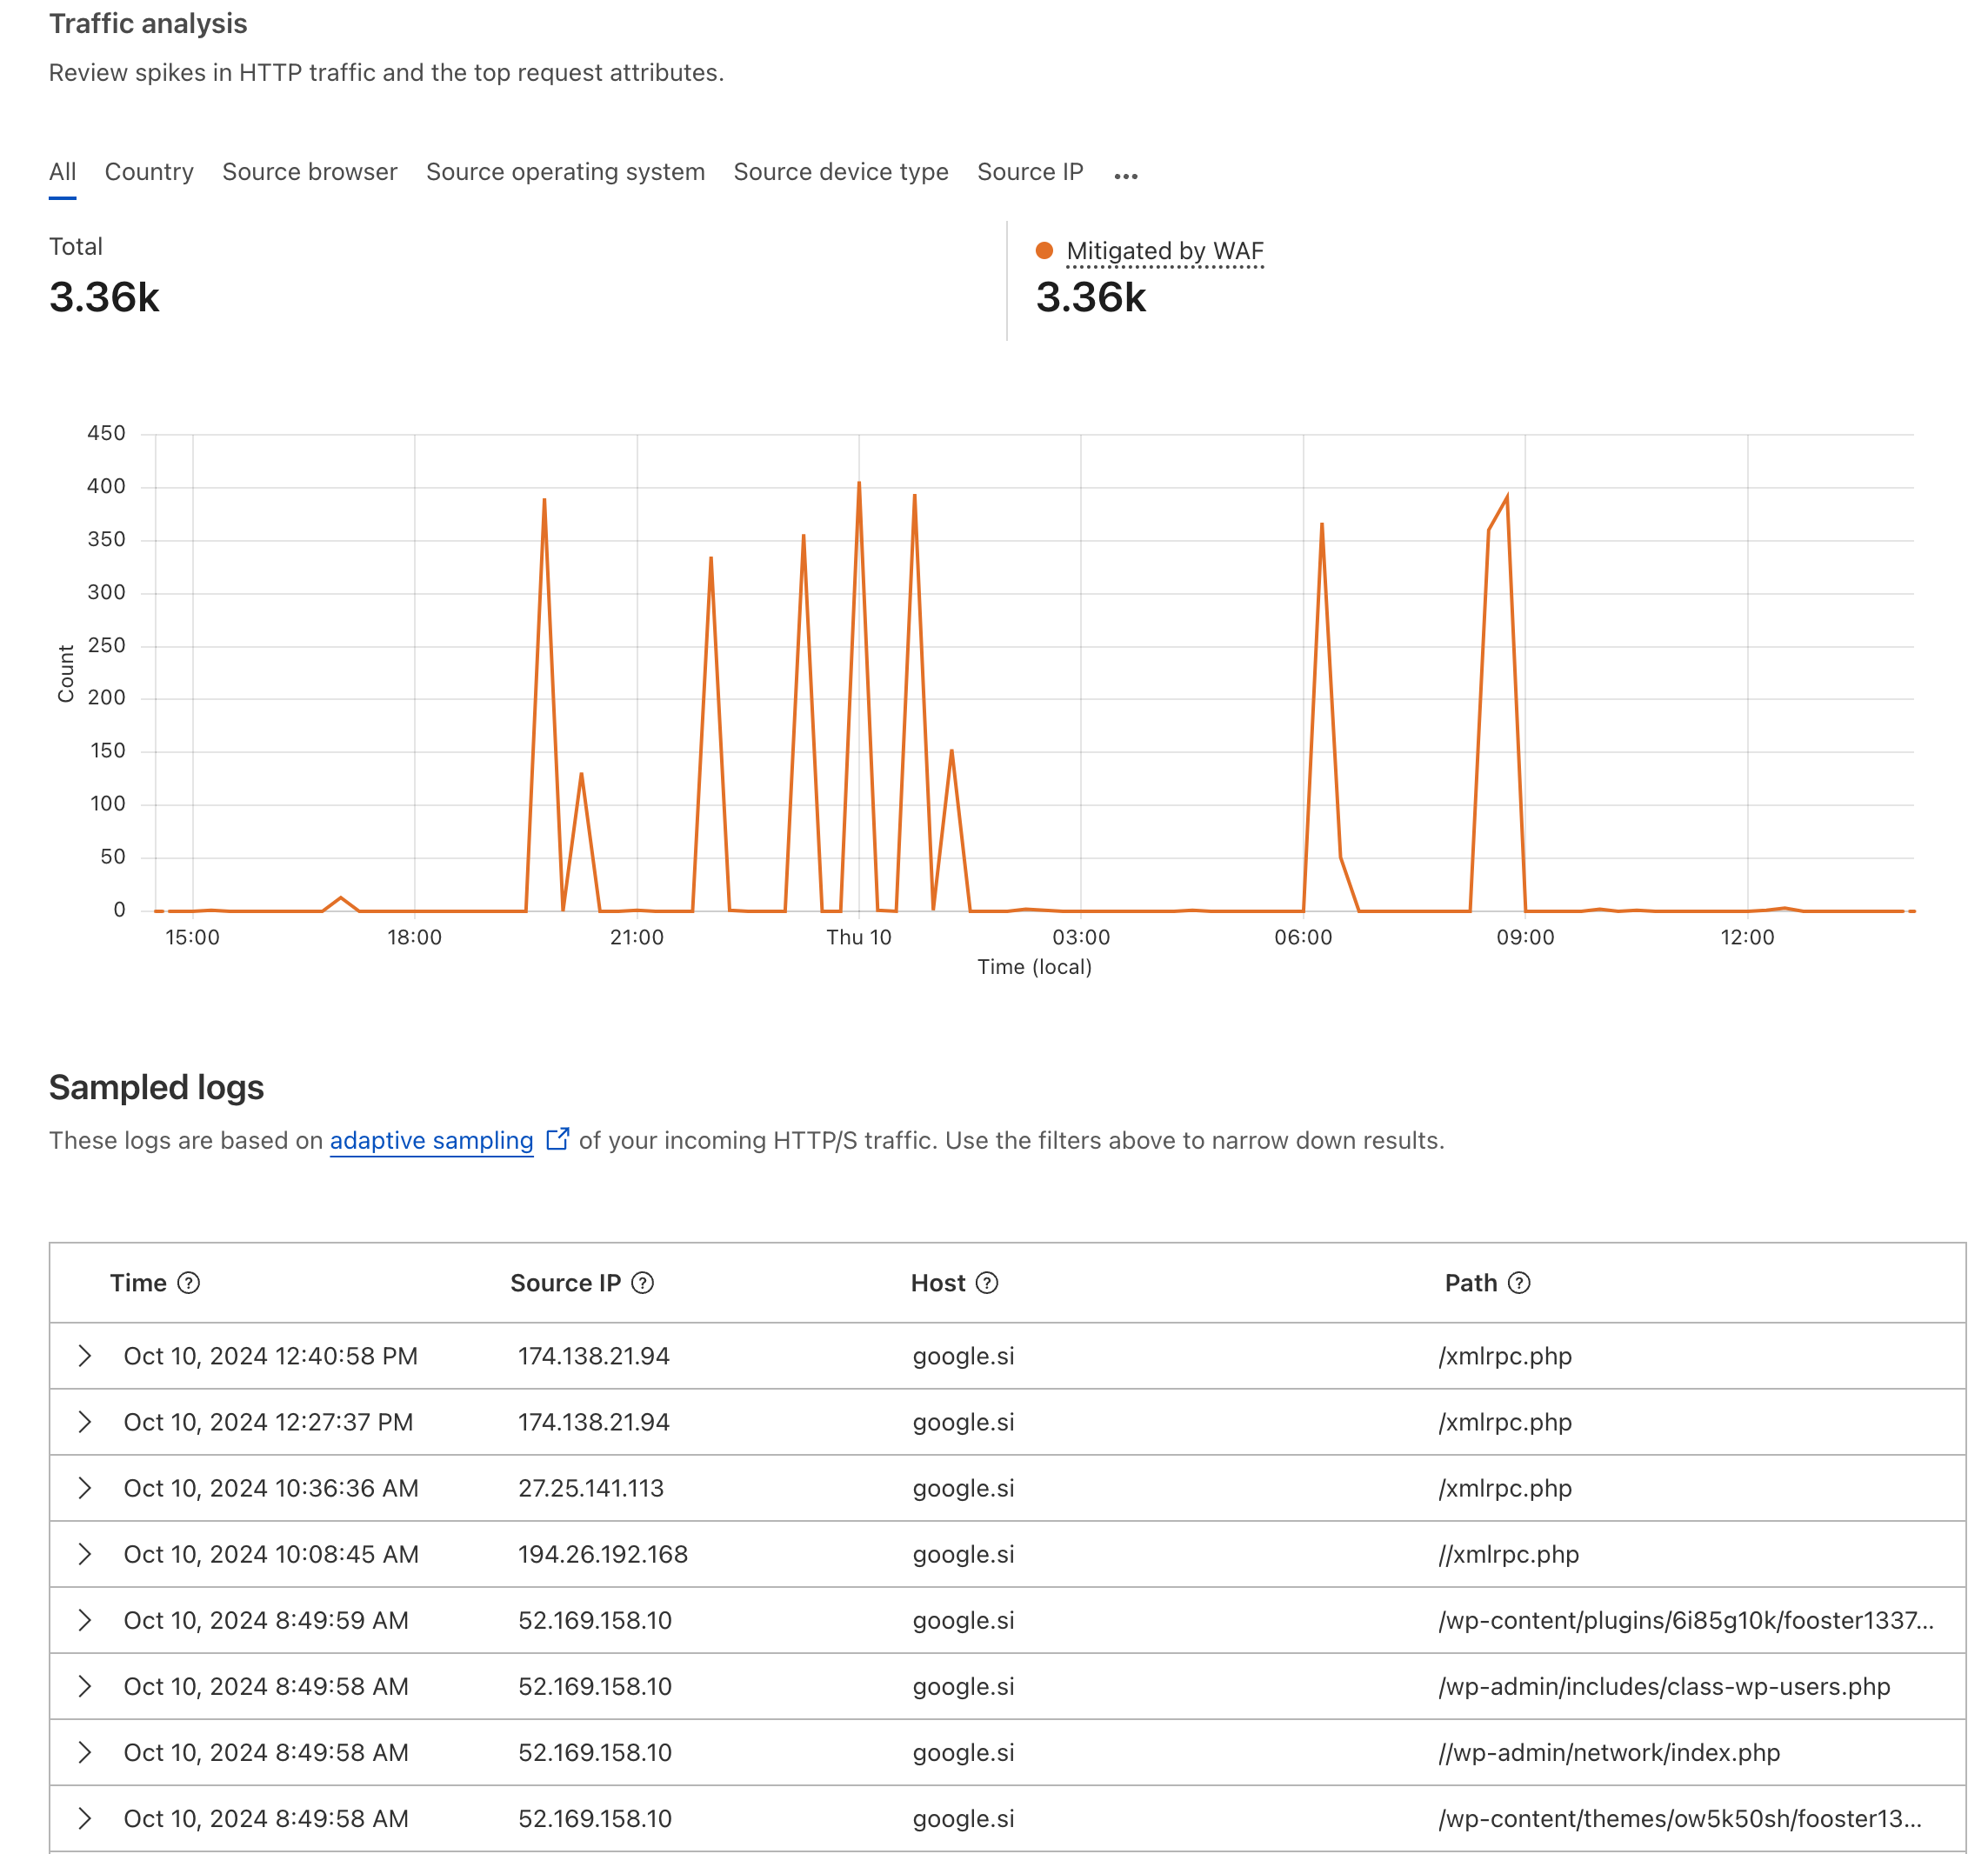 Traffic analysis
Review spikes in HTTP traffic and the top request attributes.
All Country Source browser Source operating system Source device type Source IP ...
Total
3.36k
Mitigated by WAF
3.36k
450
400
350
300
250
200
150
100
50
0
Count
15:00 18:00 21:00 Thu 10 03:00 06:00 09:00 12:00
Time (local)
Sampled logs
These logs are based on adaptive sampling of your incoming HTTP/S traffic. Use the filters above to narrow down results.
Time Source IP Host Path
Oct 10, 2024 12:40:58 PM 174.138.21.94 google.si /xmlrpc.php
Oct 10, 2024 12:27:37 PM 174.138.21.94 google.si /xmlrpc.php
Oct 10, 2024 10:36:36 AM 27.25.141.113 google.si /xmlrpc.php
Oct 10, 2024 10:08:45 AM 194.26.192.168 google.si //xmlrpc.php
Oct 10, 2024 8:49:59 AM 52.169.158.10 google.si /wp-content/plugins/6i85g10k/fooster1337...
Oct 10, 2024 8:49:58 AM 52.169.158.10 google.si /wp-admin/includes/class-wp-users.php
Oct 10, 2024 8:49:58 AM 52.169.158.10 google.si //wp-admin/network/index.php
Oct 10, 2024 8:49:58 AM 52.169.158.10 google.si /wp-content/themes/ow5k50sh/fooster13...